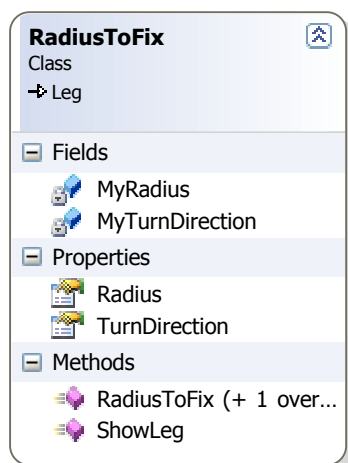 RadiusToFix
Class
Leg
Fields
MyRadius
MyTurnDirection
Properties
Radius
TurnDirection
Methods
RadiusToFix (+ 1 over...
ShowLeg